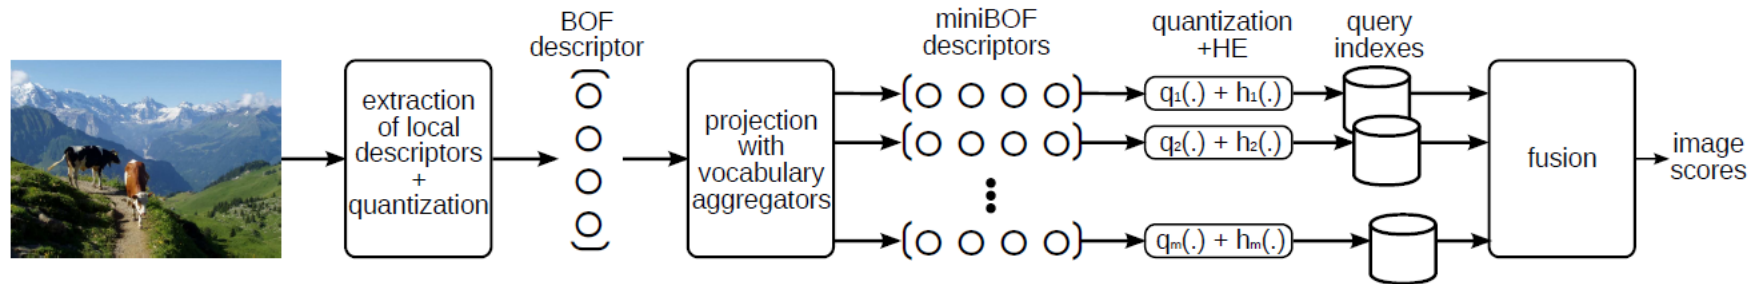 extraction
of local
descriptors
+
quantization
BOF
descriptor
projection
with
vocabulary
aggregators
miniBOF
descriptors
quantization
+HE
q₁(.) + h₁(.)
q₂(.) + h₂(.)
qₘ(.) + hₘ(.)
query
indexes
fusion
image
scores